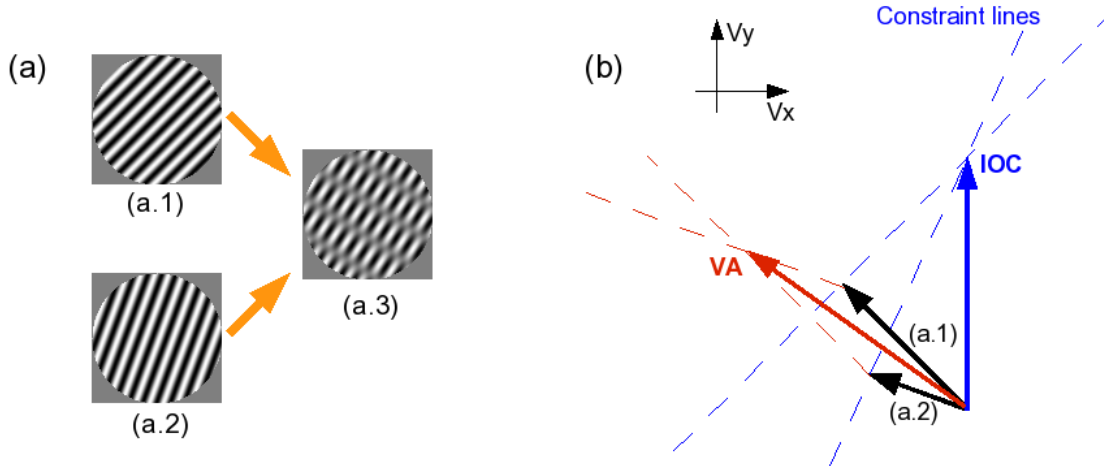 (a)
(a.1)
(a.2)
(a.3)
(b)
Constraint lines
Vy
Vx
IOC
VA
(a.1)
(a.2)